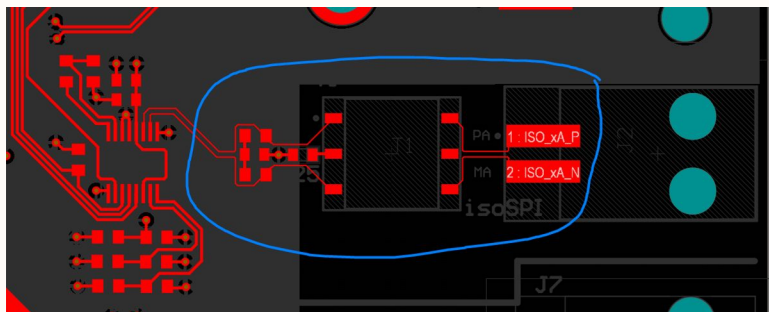 J1
PA
1 : ISO_xA_P
J2
MA
2 : ISO_xA_N
25
isoSPI
J7